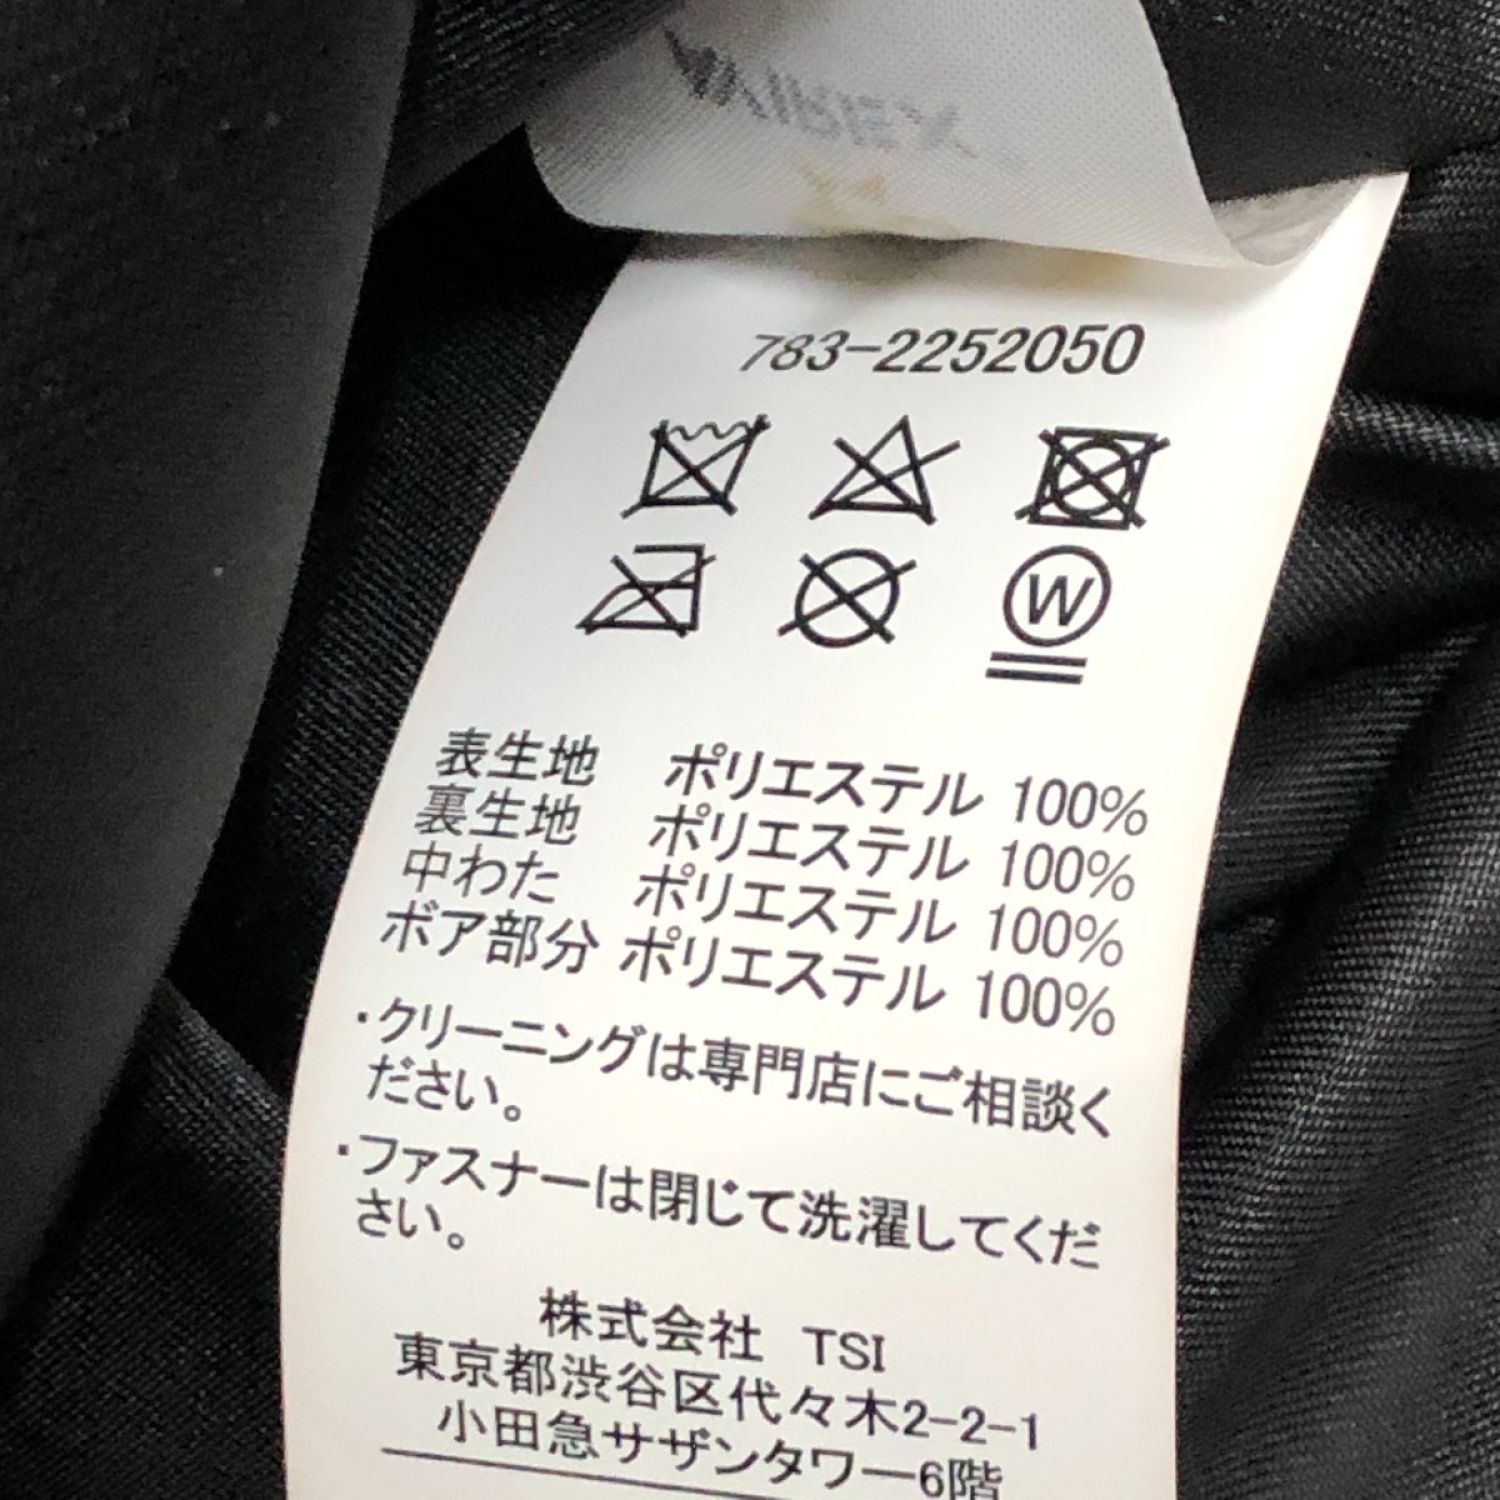 783-2252050
W
表生地 ポリエステル 100%
裏生地 ポリエステル 100%
中わた ポリエステル 100%
ボア部分 ポリエステル 100%
・クリーニングは専門店にご相談く
ださい。
・ファスナーは閉じて洗濯してくだ
さい。
株式会社 TSI
東京都渋谷区代々木2-2-1
小田急サザンタワー6階